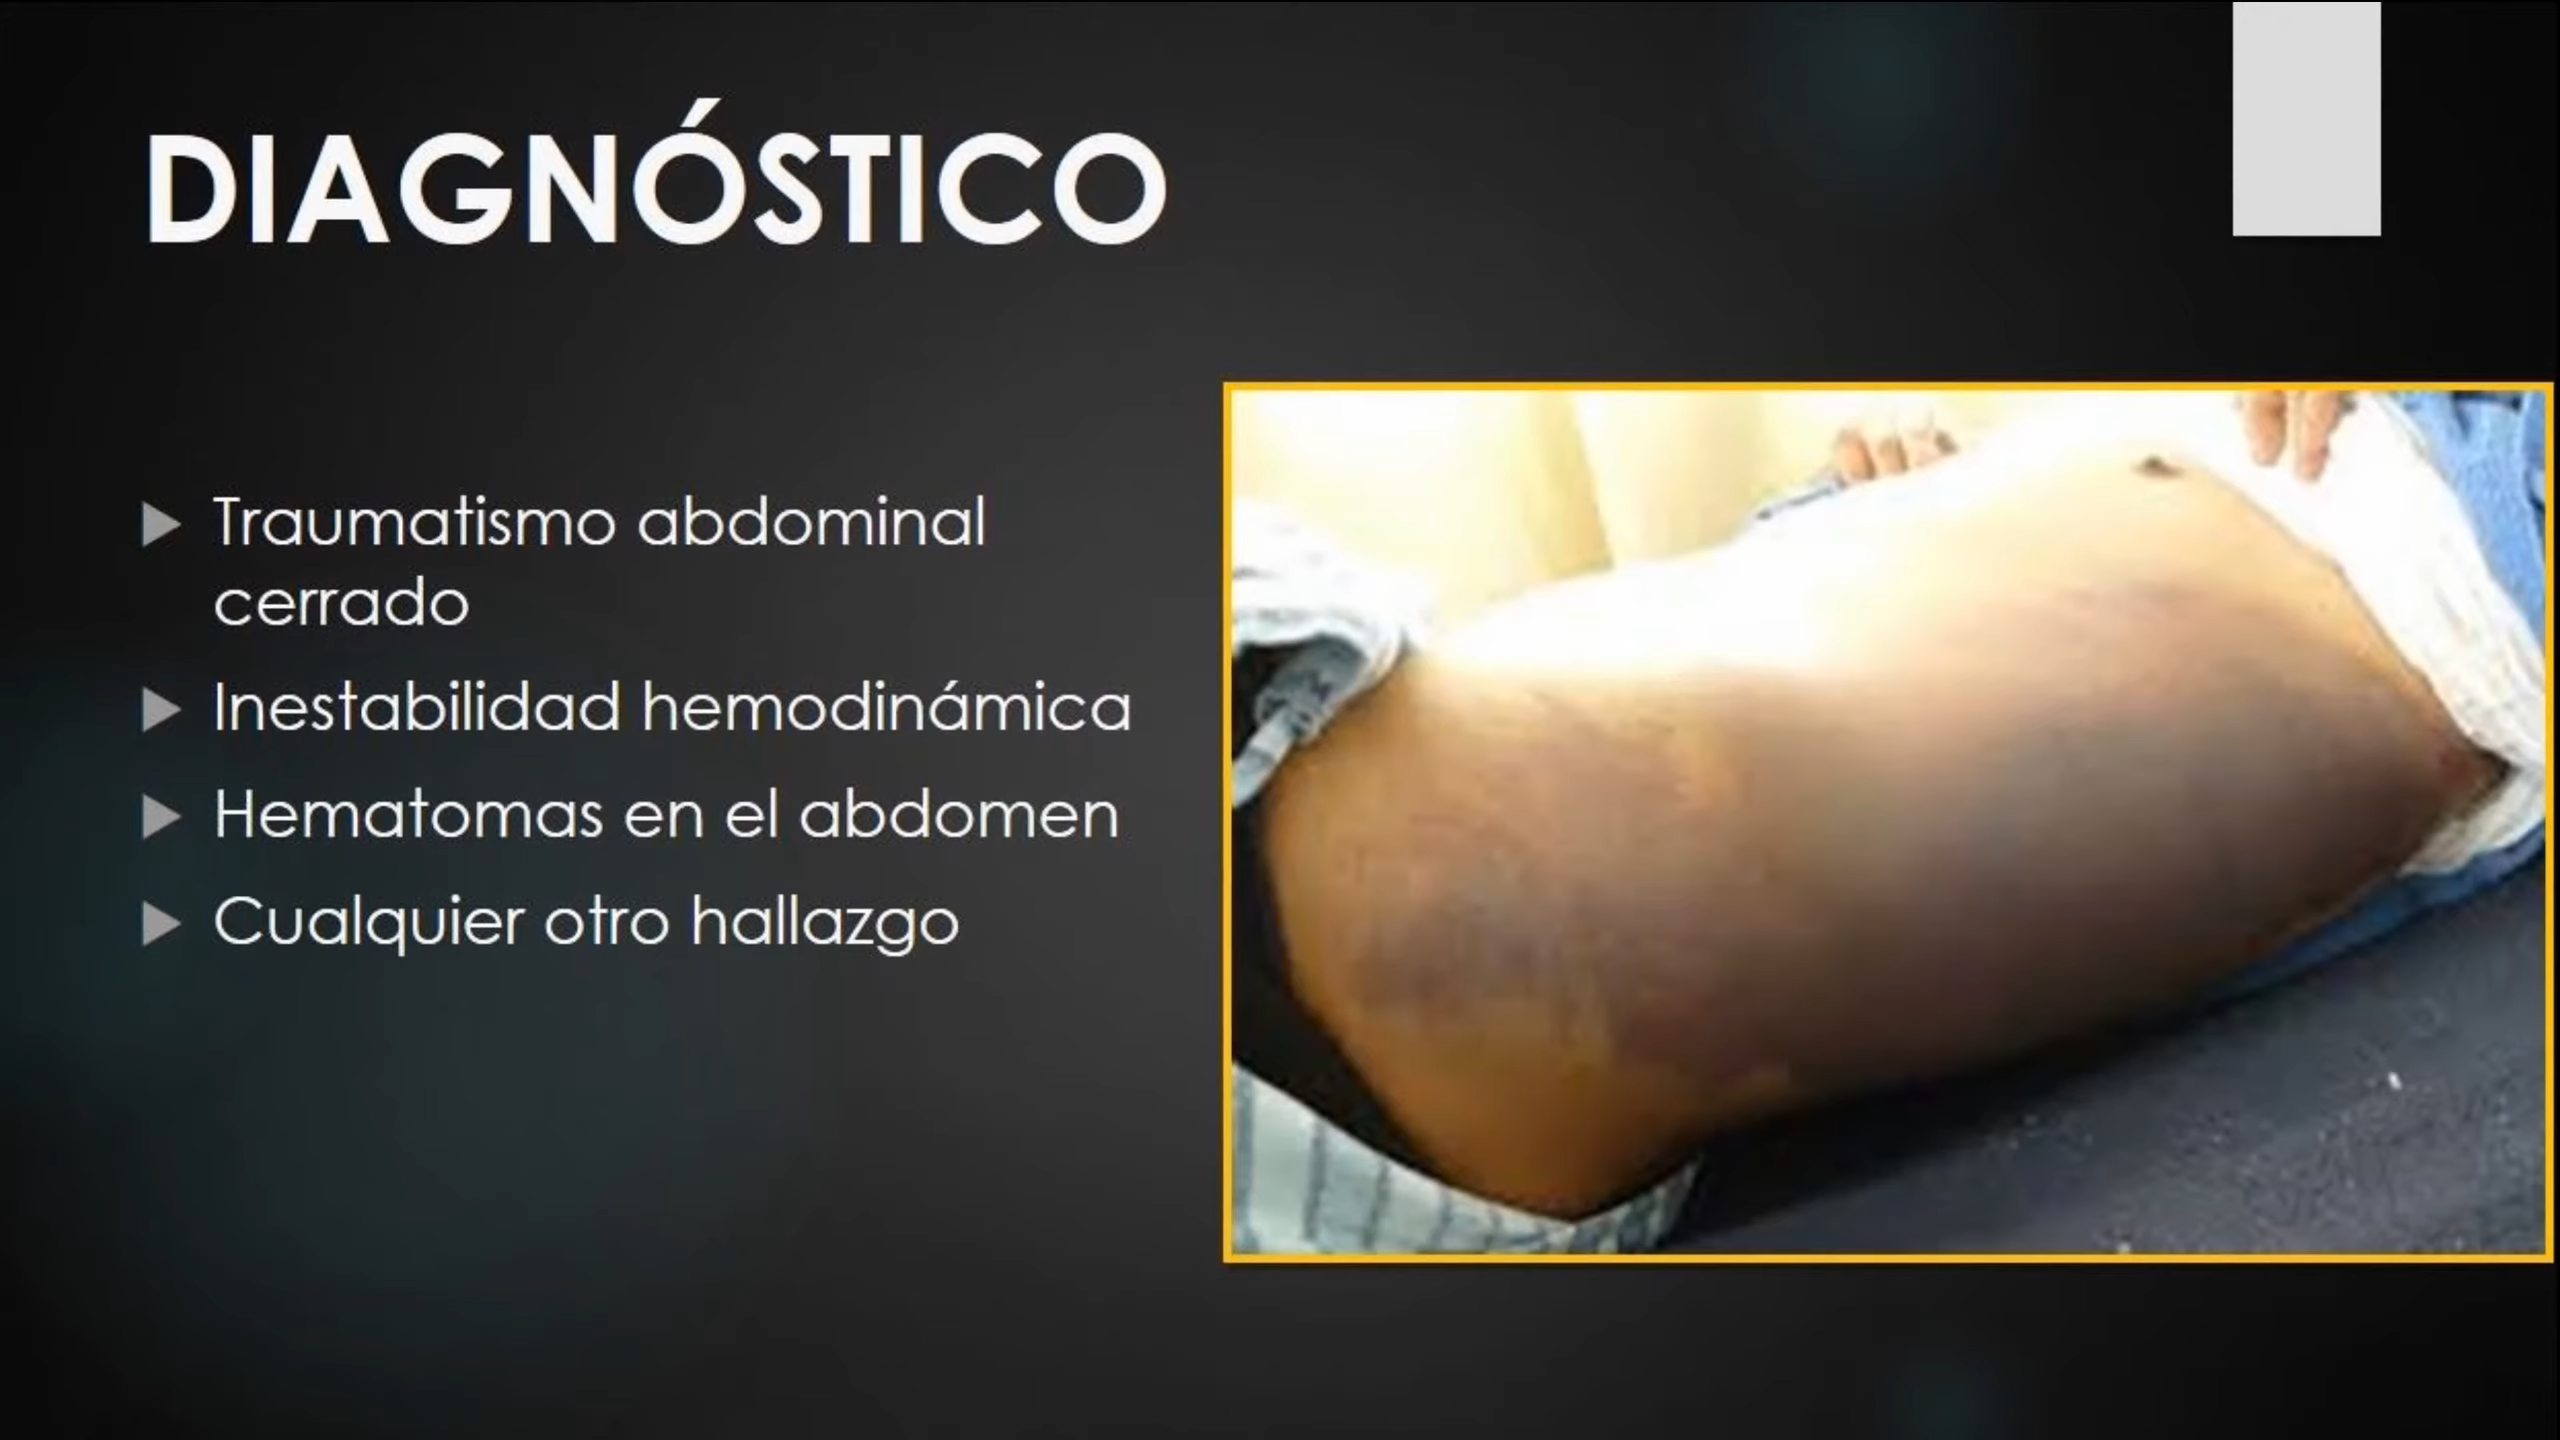 DIAGNÓSTICO
Traumatismo abdominal
cerrado
Inestabilidad hemodinámica
Hematomas en el abdomen
Cualquier otro hallazgo